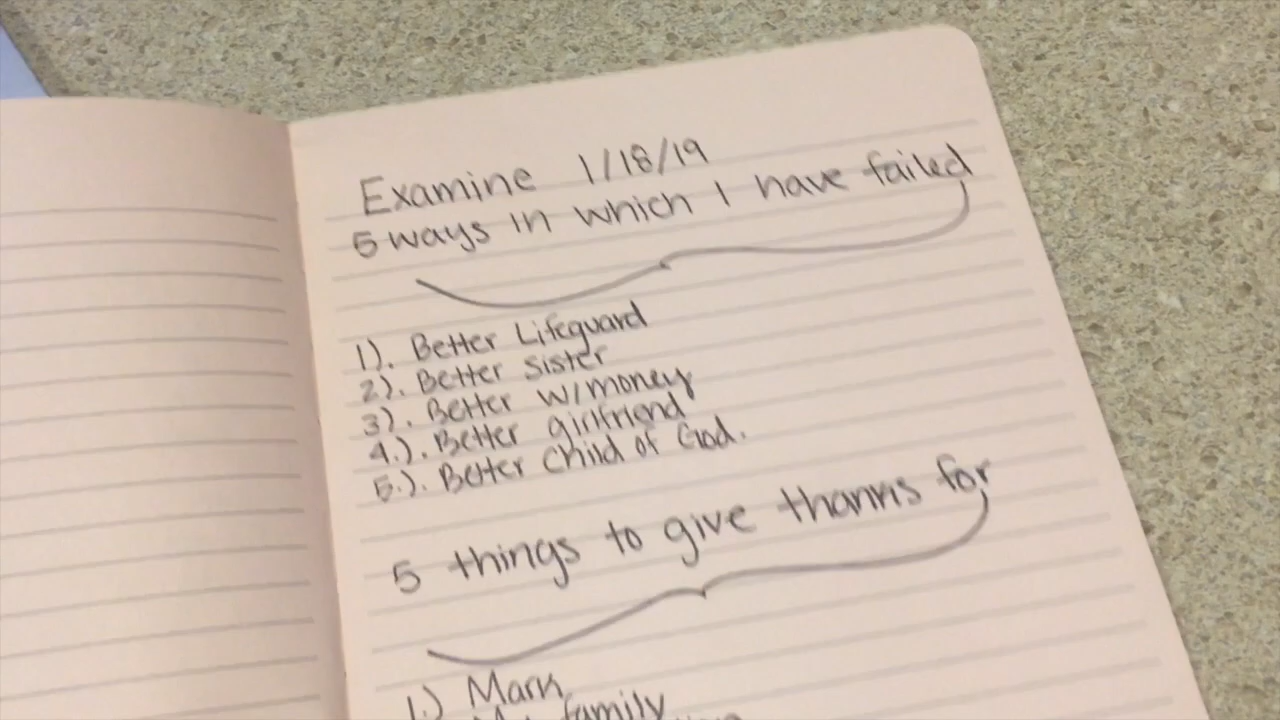 Examine 1/18/19
5 ways in which I have failed
1). Better Lifeguard
2). Better Sister
3). Better w/money
4.). Better girlfriend
5.). Better Child of God.
5 things to give thanks for
1.) Mark
family